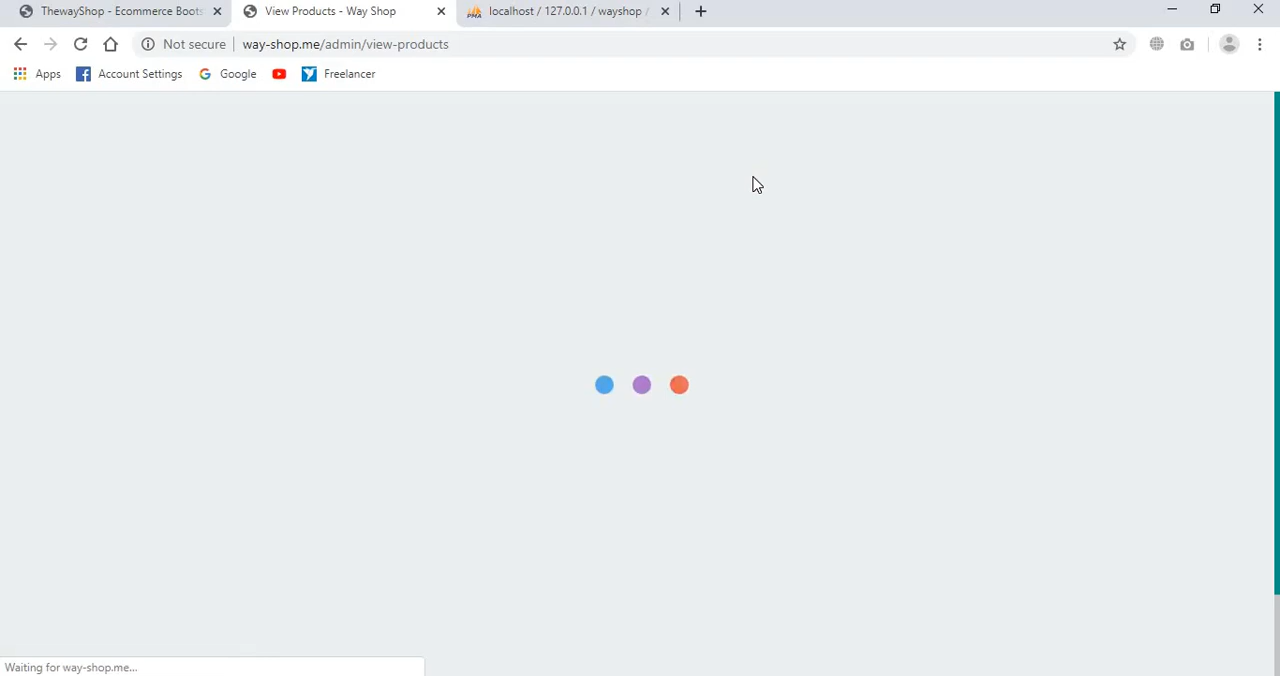 ThewayShop - Ecommerce Boots
View Products - Way Shop
localhost / 127.0.0.1 / wayshop /
Not secure
way-shop.me/admin/view-products
Apps
Account Settings
Google
Freelancer
Waiting for way-shop.me...